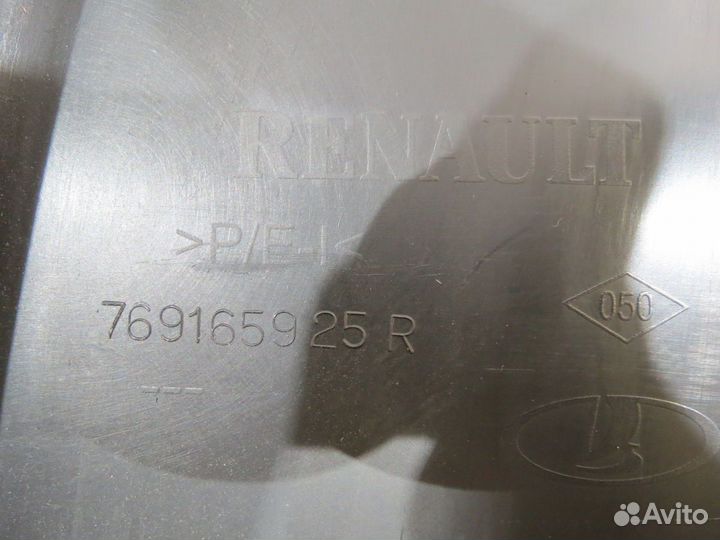 RENAULT
>P/E-I<
769165925 R
050
Avito